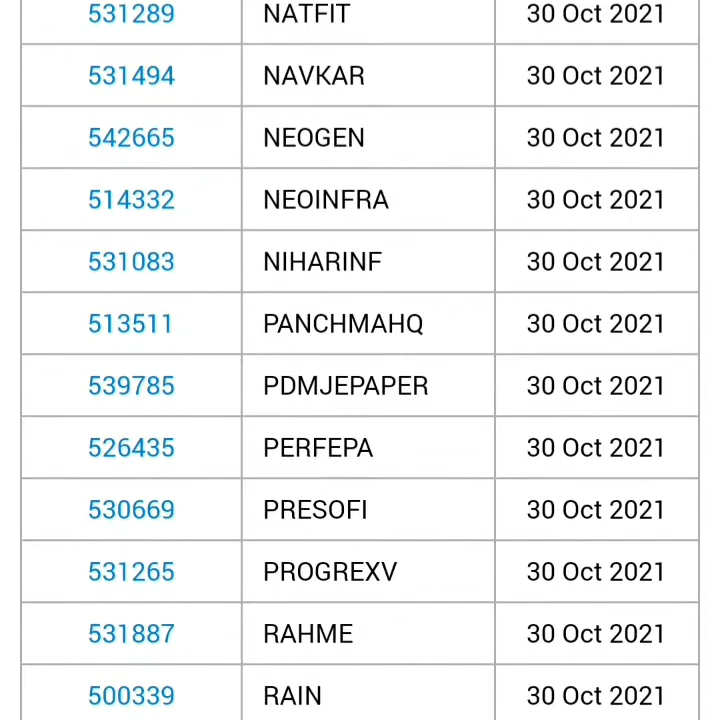 531289 NATFIT 30 Oct 2021
531494 NAVKAR 30 Oct 2021
542665 NEOGEN 30 Oct 2021
514332 NEOINFRA 30 Oct 2021
531083 NIHARINF 30 Oct 2021
513511 PANCHMAHQ 30 Oct 2021
539785 PDMJEPAPER 30 Oct 2021
526435 PERFEPA 30 Oct 2021
530669 PRESOFI 30 Oct 2021
531265 PROGREXV 30 Oct 2021
531887 RAHME 30 Oct 2021
500339 RAIN 30 Oct 2021